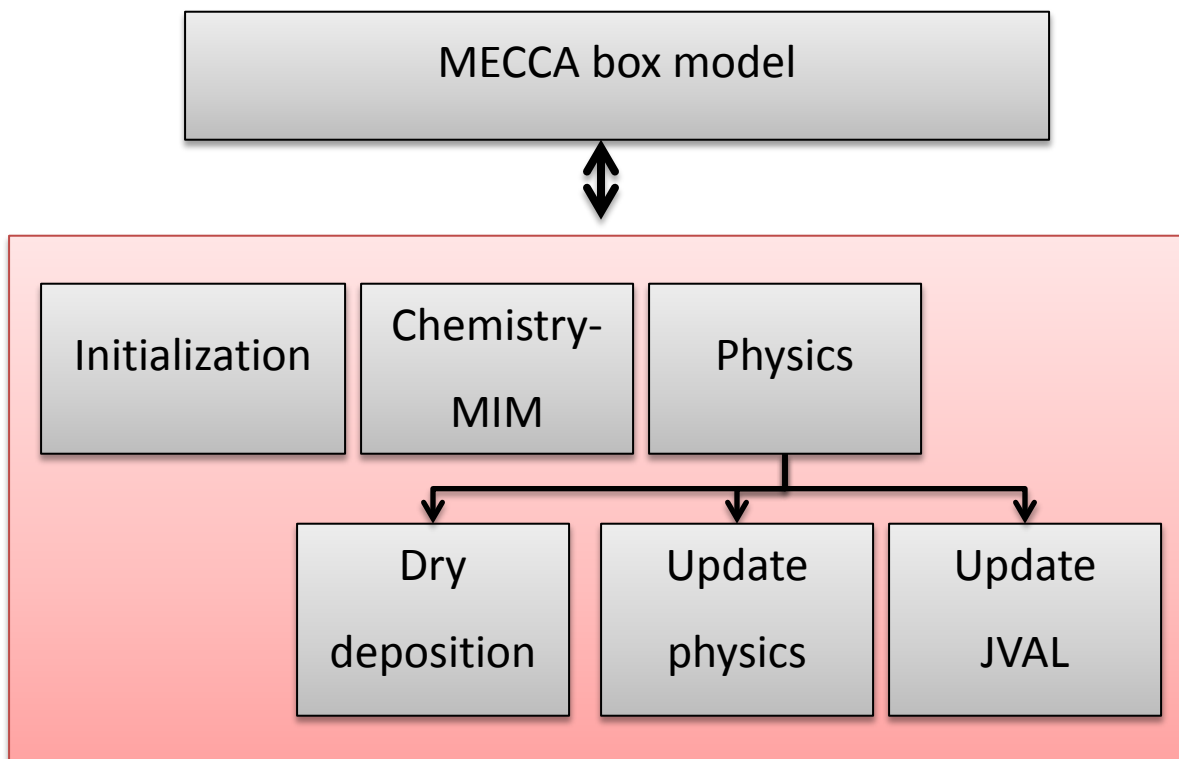 MECCA box model
Initialization
Chemistry-
MIM
Physics
Dry
deposition
Update
physics
Update
JVAL